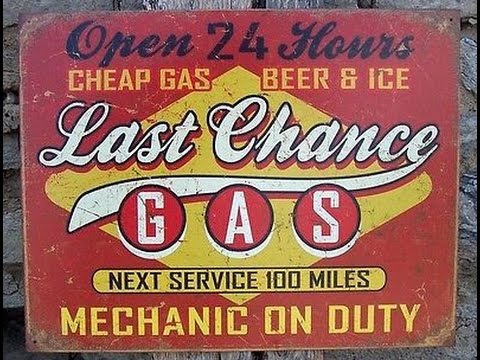 Open 24 Hours
CHEAP GAS BEER & ICE
Last Chance
GAS
NEXT SERVICE 100 MILES
MECHANIC ON DUTY